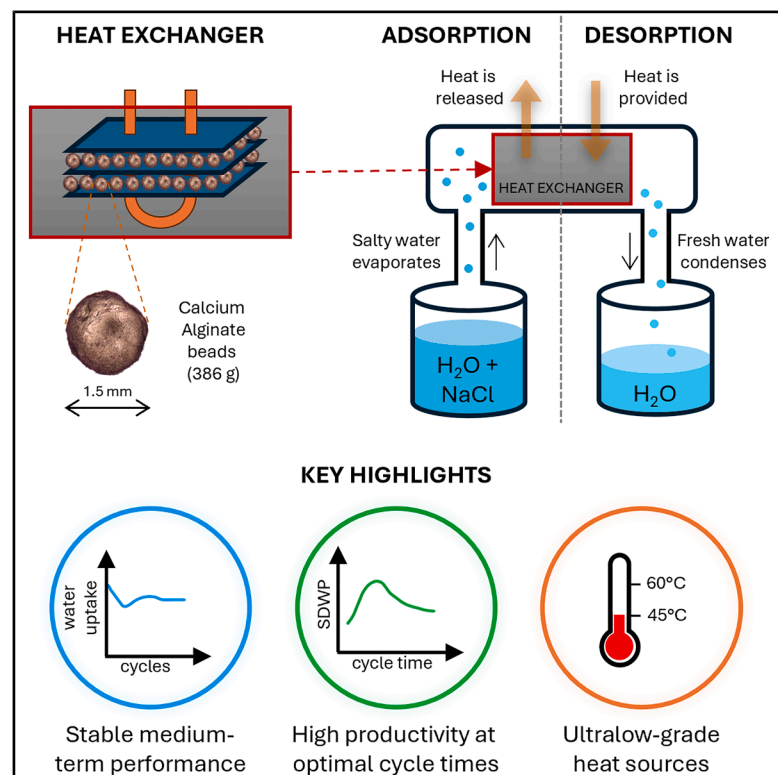 HEAT EXCHANGER
ADSORPTION
DESORPTION
Heat is
released
Heat is
provided
HEAT EXCHANGER
Salty water
evaporates
Fresh water
condenses
Calcium
Alginate
beads
(386 g)
1.5 mm
H₂O +
NaCl
H₂O
KEY HIGHLIGHTS
water
uptake
cycles
SDWP
cycle time
60°C
45°C
Stable medium-
term performance
High productivity at
optimal cycle times
Ultralow-grade
heat sources